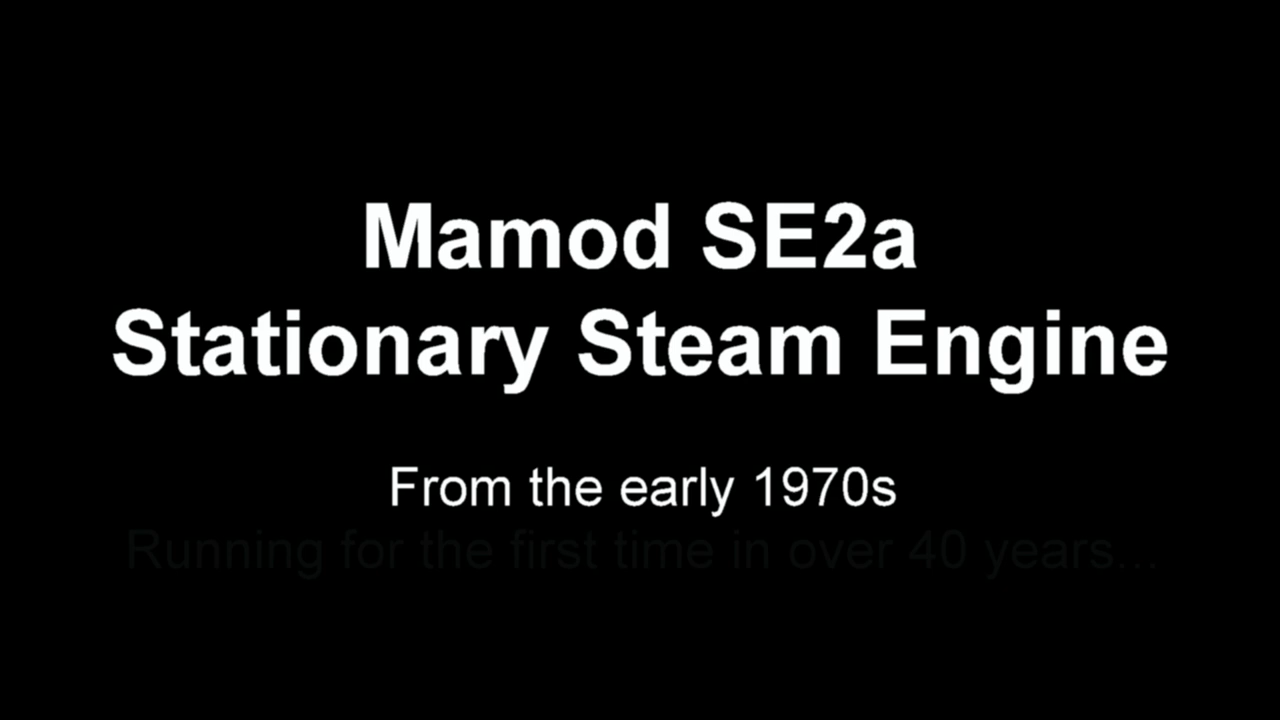 Mamod SE2a
Stationary Steam Engine
From the early 1970s
Running for the first time in over 40 years...